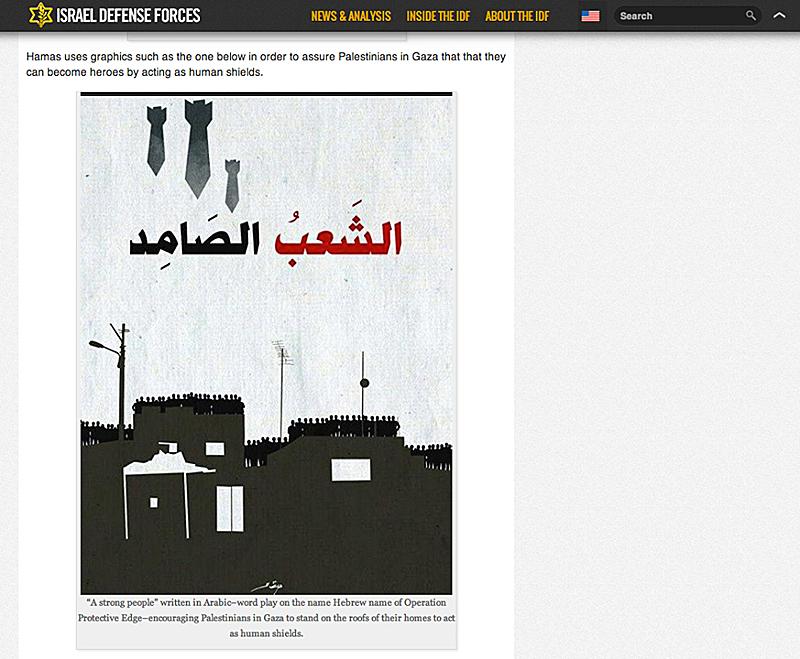 ISRAEL DEFENSE FORCES
NEWS & ANALYSIS INSIDE THE IDF ABOUT THE IDF Search
Hamas uses graphics such as the one below in order to assure Palestinians in Gaza that that they
can become heroes by acting as human shields.
الشَعبُ الصَامِد
"A strong people" written in Arabic–word play on the name Hebrew name of Operation
Protective Edge–encouraging Palestinians in Gaza to stand on the roofs of their homes to act
as human shields.